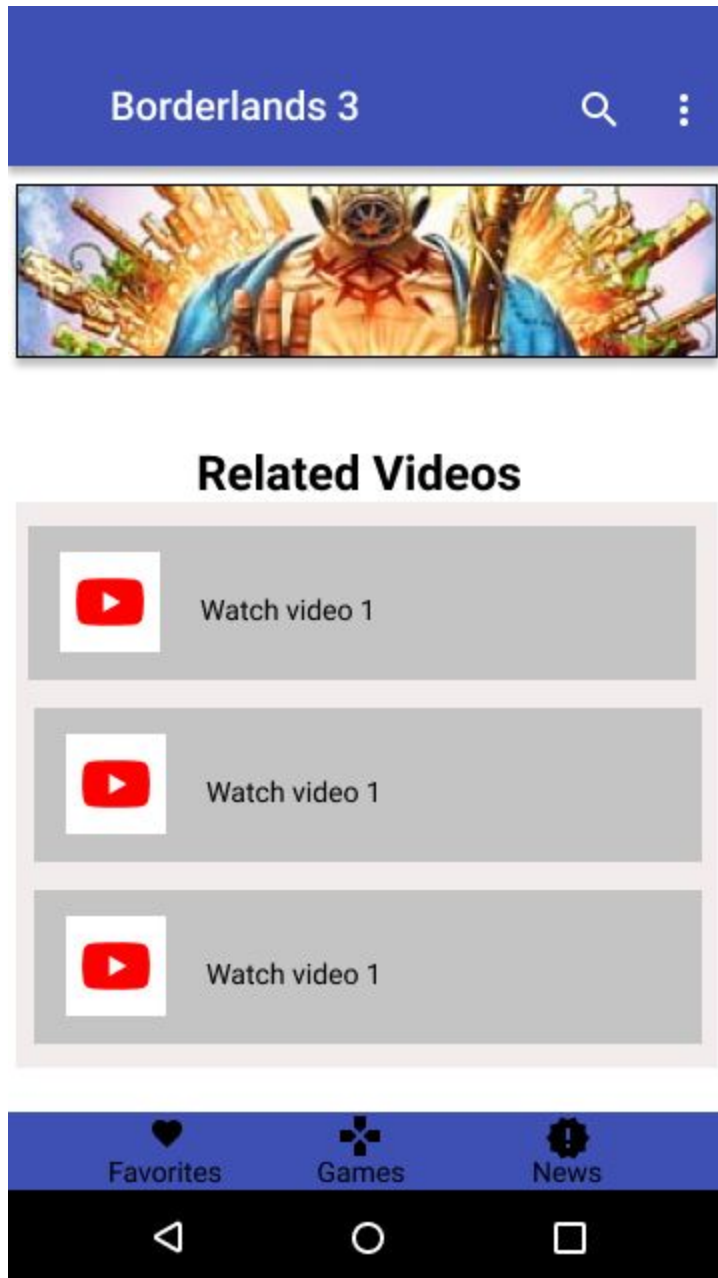 Borderlands 3
Related Videos
Watch video 1
Watch video 1
Watch video 1
Favorites
Games
News